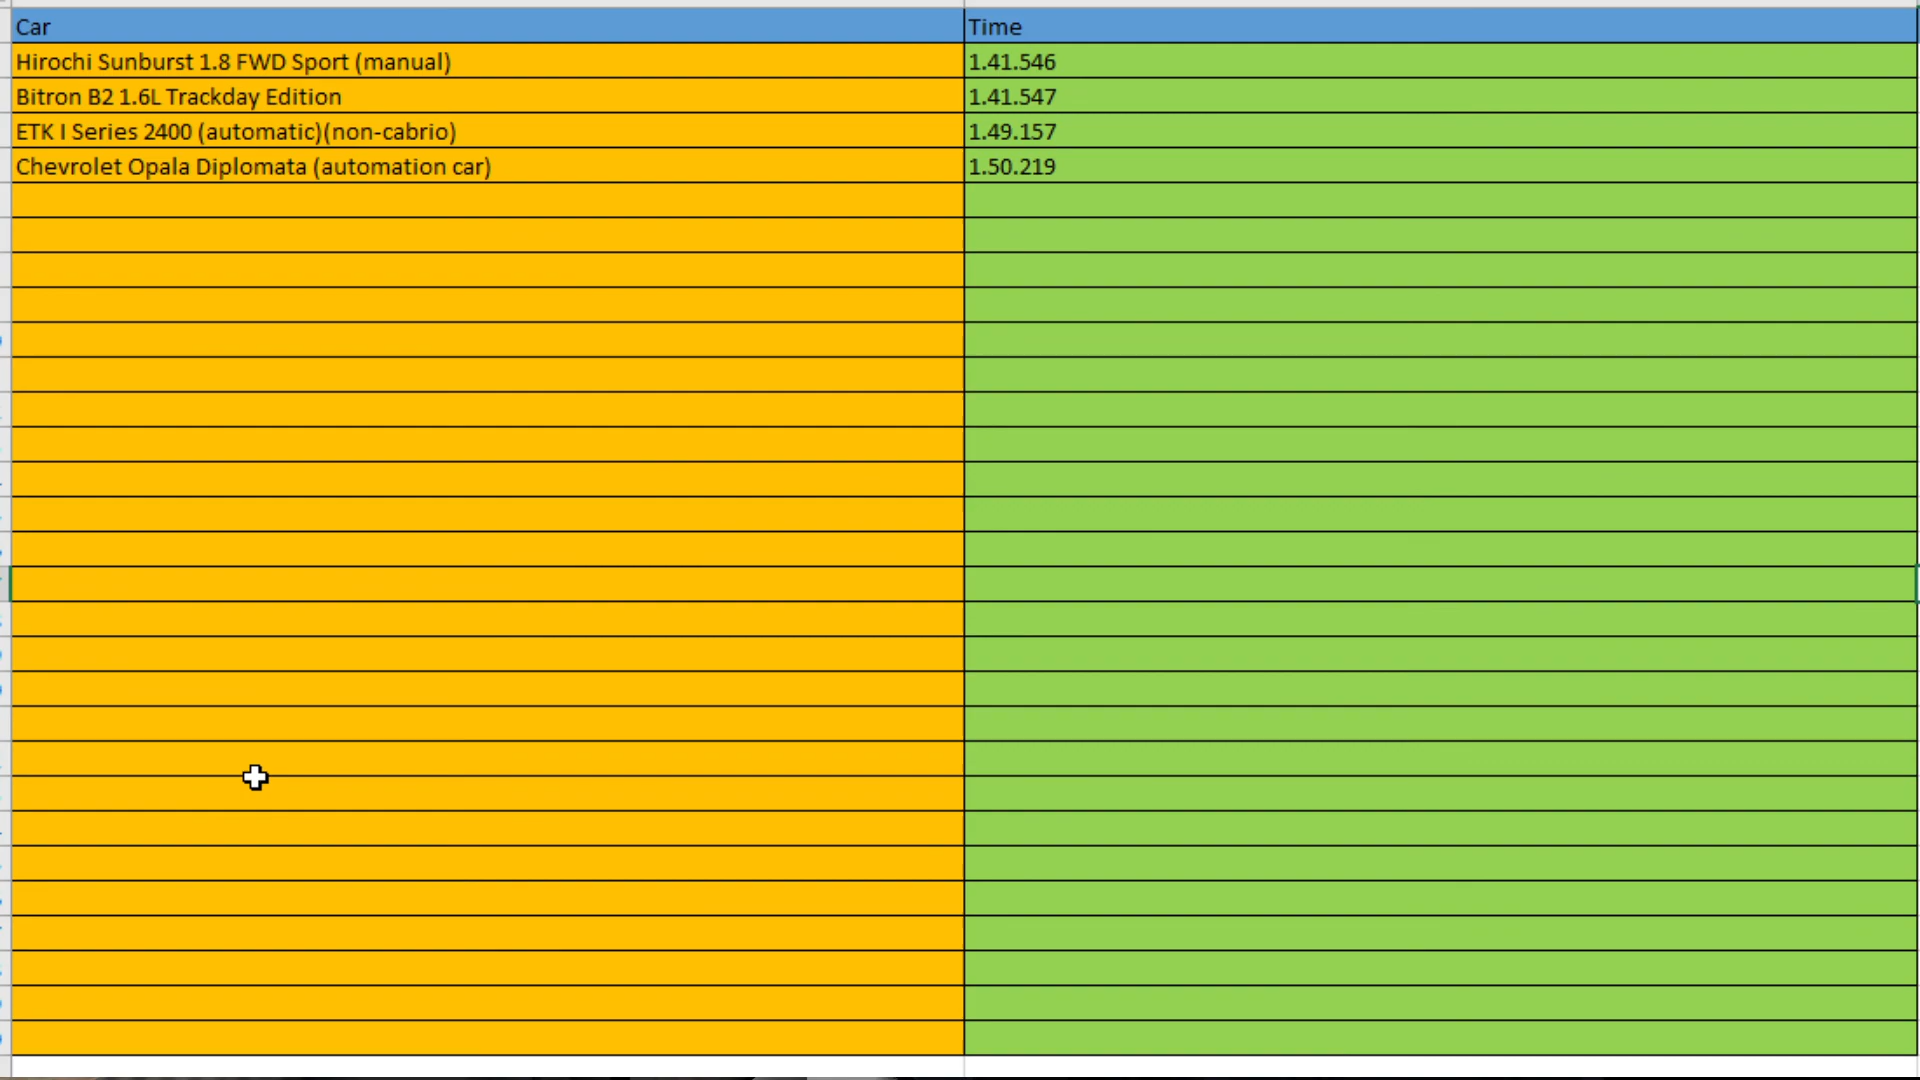 Car Time
Hirochi Sunburst 1.8 FWD Sport (manual) 1.41.546
Bitron B2 1.6L Trackday Edition 1.41.547
ETK I Series 2400 (automatic)(non-cabrio) 1.49.157
Chevrolet Opala Diplomata (automation car) 1.50.219